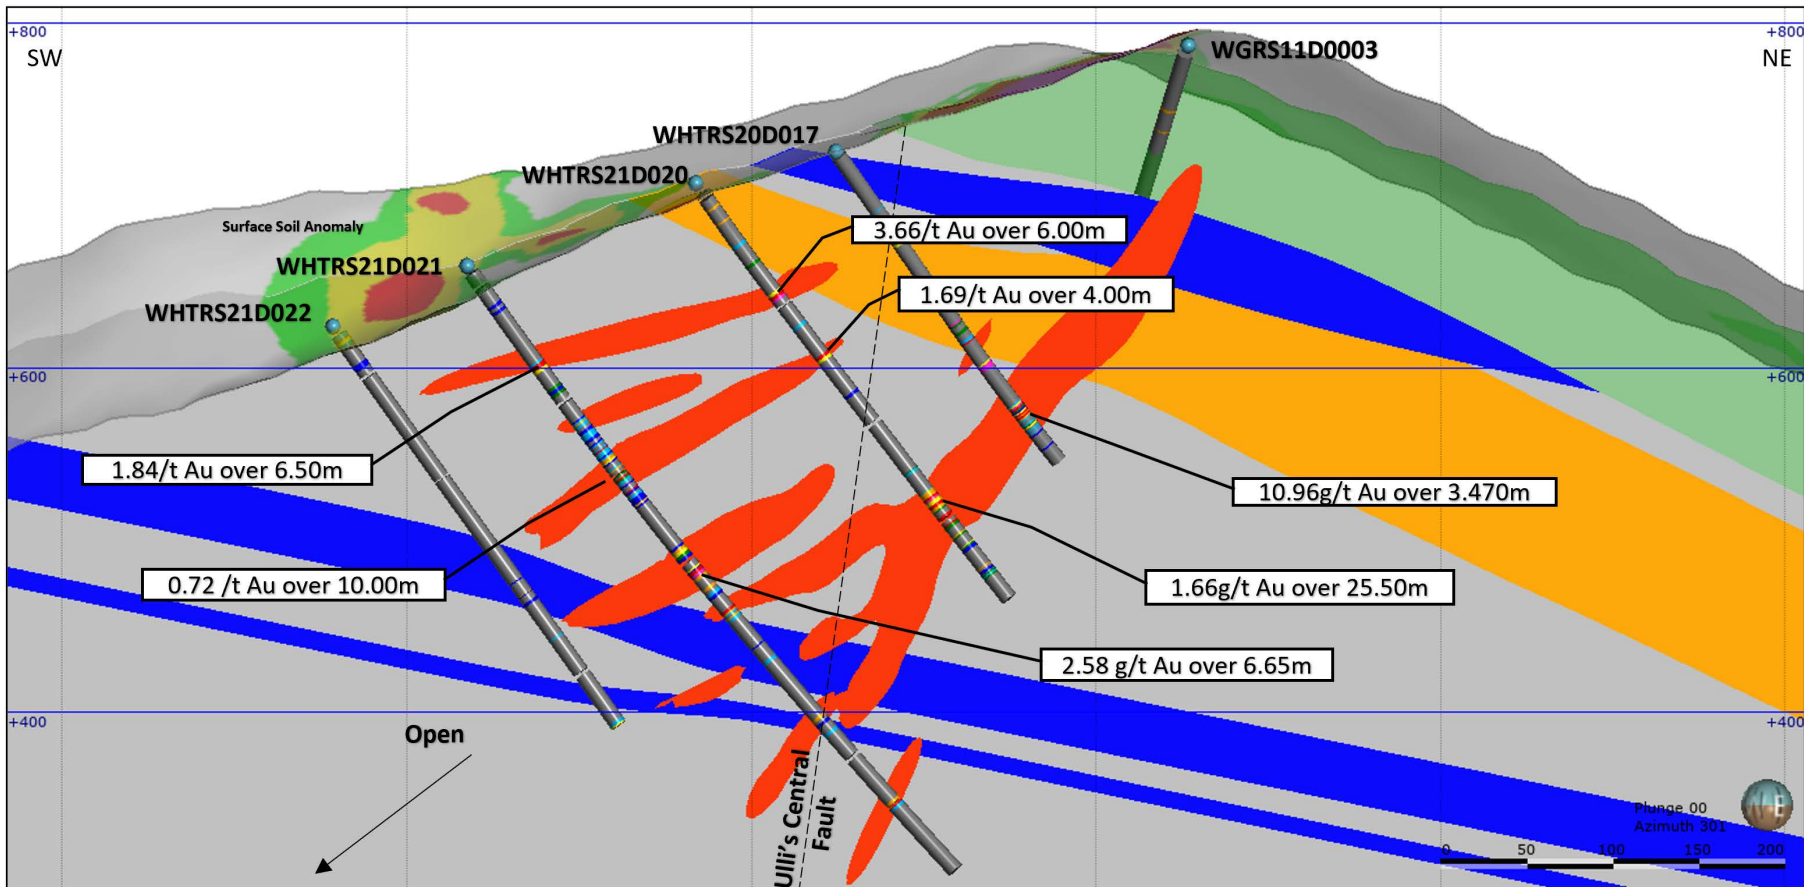 +800
+800
SW
NE
WGRS11D0003
WHTRS20D017
WHTRS21D020
Surface Soil Anomaly
3.66/t Au over 6.00m
WHTRS21D021
1.69/t Au over 4.00m
WHTRS21D022
+600
+600
1.84/t Au over 6.50m
10.96g/t Au over 3.470m
0.72 /t Au over 10.00m
1.66g/t Au over 25.50m
2.58 g/t Au over 6.65m
+400
+400
Open
Ulli's Central
Fault
Plunge 00
Azimuth 301
E
0 50 100 150 200